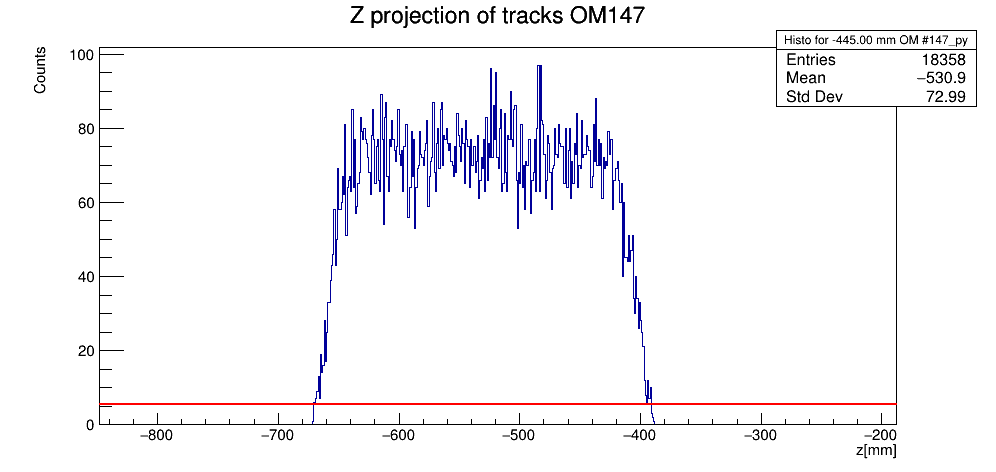 Z projection of tracks OM147
Histo for -445.00 mm OM #147_py
Entries 18358
Mean −530.9
Std Dev 72.99
Counts
100
80
60
40
20
0
−800 −700 −600 −500 −400 −300 −200
z[mm]